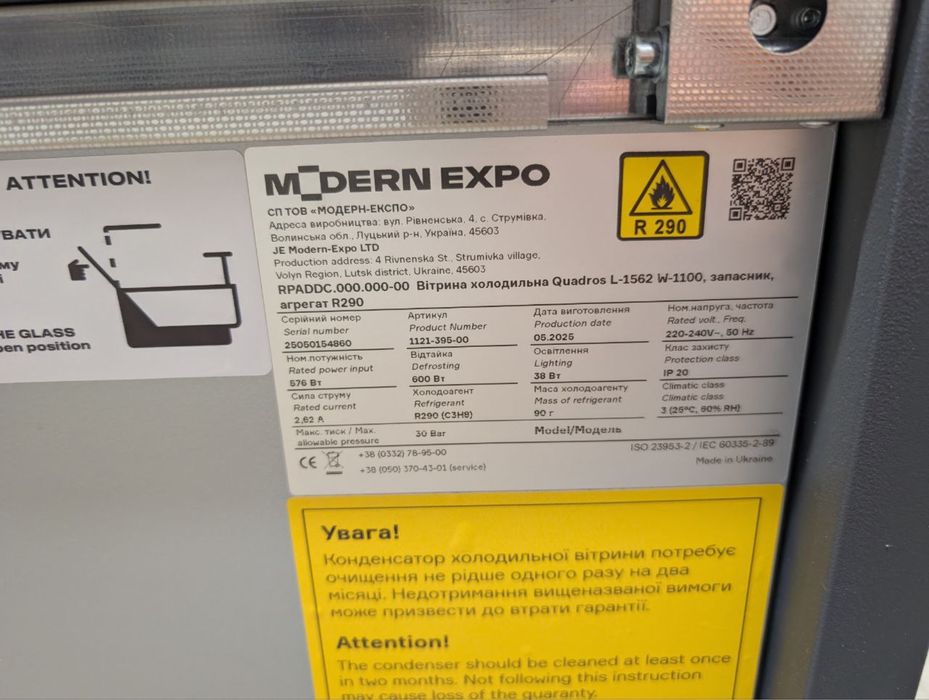 ATTENTION!
ВАТИ
му
і
HE GLASS
pen position
MODERN EXPO
СП ТОВ «МОДЕРН-ЕКСПО»
Адреса виробництва: вул. Рівненська, 4, с. Струмівка,
Волинська обл., Луцький р-н, Україна, 45603
JE Modern-Expo LTD
Production address: 4 Rivnenska St., Strumivka village,
Volyn Region, Lutsk district, Ukraine, 45603
R 290
RPADDC.000.000-00 Вітрина холодильна Quadros L-1562 W-1100, запасник,
агрегат R290
Серійний номер
Serial number
25050154860
Артикул
Product Number
1121-395-00
Дата виготовлення
Production date
05.2025
Ном.напруга, частота
Rated volt., Freq.
220-240V~, 50 Hz
Ном.потужність
Rated power input
576 Вт
Відтайка
Defrosting
600 Вт
Освітлення
Lighting
38 Вт
Клас захисту
Protection class
IP 20
Сила струму
Rated current
2,62 А
Холодоагент
Refrigerant
R290 (C3H8)
Маса холодоагенту
Mass of refrigerant
90 г
Climatic class
Climatic class
3 (25°C, 60% RH)
Макс. тиск / Max.
allowable pressure
30 Bar
Model/Модель
ISO 23953-2 / IEC 60335-2-89
CE
+38 (0332) 78-95-00
+38 (050) 370-43-01 (service)
Made in Ukraine
Увага!
Конденсатор холодильної вітрини потребує
очищення не рідше одного разу на два
місяці. Недотримання вищеназваної вимоги
може призвести до втрати гарантії.
Attention!
The condenser should be cleaned at least once
in two months. Not following this instruction
may cause loss of the guaranty.